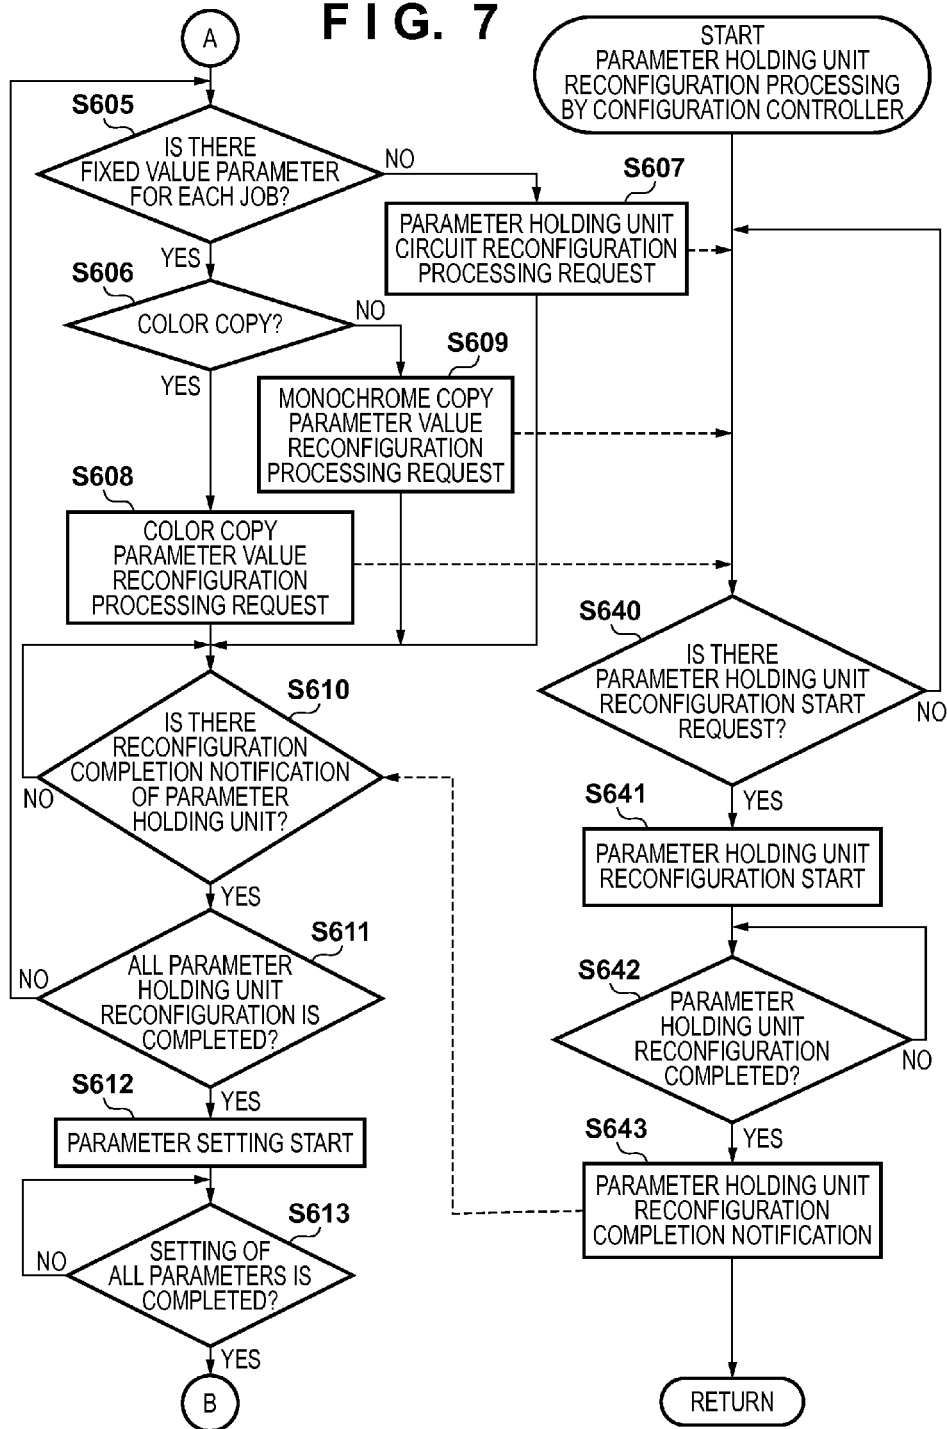 FIG. 7
A
S605
IS THERE
FIXED VALUE PARAMETER
FOR EACH JOB?
NO
YES
S606
COLOR COPY?
NO
YES
S607
PARAMETER HOLDING UNIT
CIRCUIT RECONFIGURATION
PROCESSING REQUEST
S609
MONOCHROME COPY
PARAMETER VALUE
RECONFIGURATION
PROCESSING REQUEST
S608
COLOR COPY
PARAMETER VALUE
RECONFIGURATION
PROCESSING REQUEST
S610
IS THERE
RECONFIGURATION
COMPLETION NOTIFICATION
OF PARAMETER
HOLDING UNIT?
NO
YES
S611
ALL PARAMETER
HOLDING UNIT
RECONFIGURATION IS
COMPLETED?
NO
YES
S612
PARAMETER SETTING START
S613
SETTING OF
ALL PARAMETERS IS
COMPLETED?
NO
YES
B
START
PARAMETER HOLDING UNIT
RECONFIGURATION PROCESSING
BY CONFIGURATION CONTROLLER
S640
IS THERE
PARAMETER HOLDING UNIT
RECONFIGURATION START
REQUEST?
NO
YES
S641
PARAMETER HOLDING UNIT
RECONFIGURATION START
S642
PARAMETER
HOLDING UNIT
RECONFIGURATION
COMPLETED?
NO
YES
S643
PARAMETER HOLDING UNIT
RECONFIGURATION
COMPLETION NOTIFICATION
RETURN